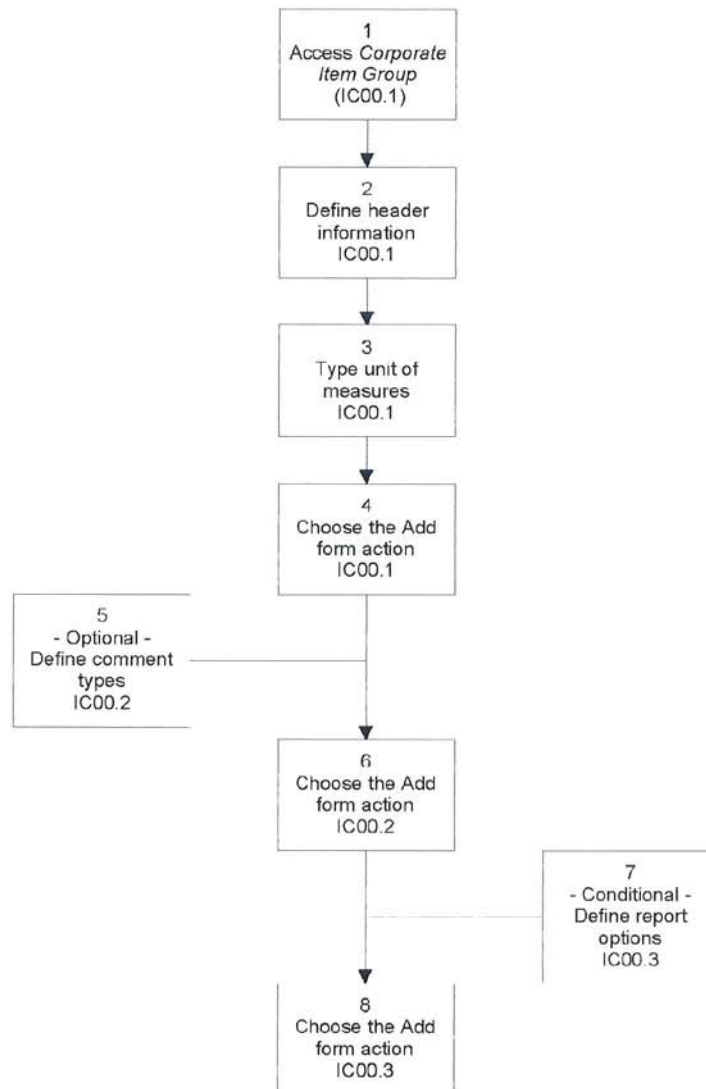 1
Access Corporate
Item Group
(IC00.1)
2
Define header
information
IC00.1
3
Type unit of
measures
IC00.1
4
Choose the Add
form action
IC00.1
5
- Optional -
Define comment
types
IC00.2
6
Choose the Add
form action
IC00.2
7
- Conditional -
Define report
options
IC00.3
8
Choose the Add
form action
IC00.3